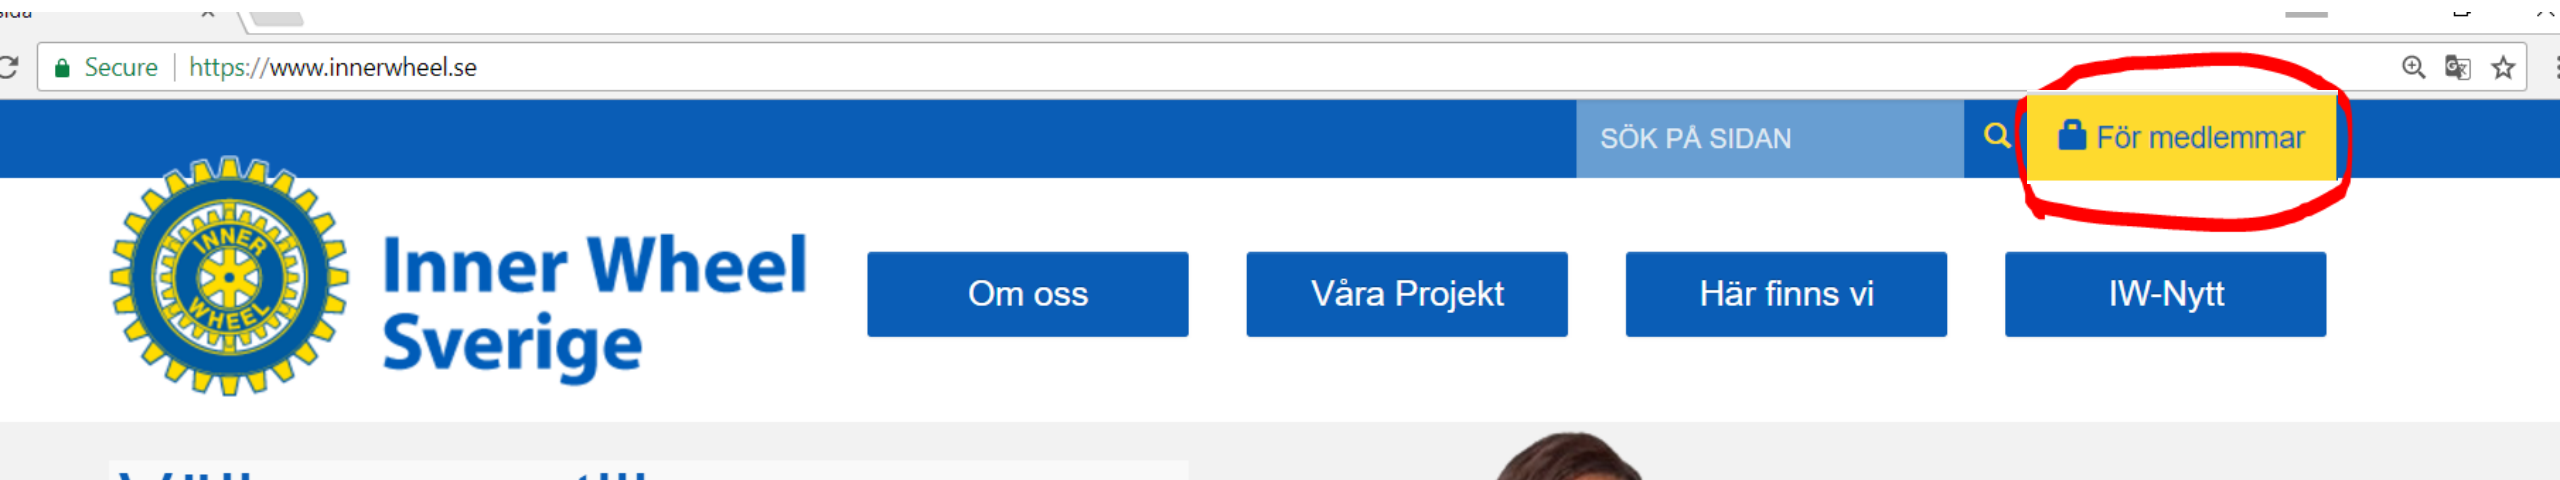 Secure | https://www.innerwheel.se
SÖK PÅ SIDAN
För medlemmar
INNER
WHEEL
Inner Wheel
Sverige
Om oss
Våra Projekt
Här finns vi
IW-Nytt